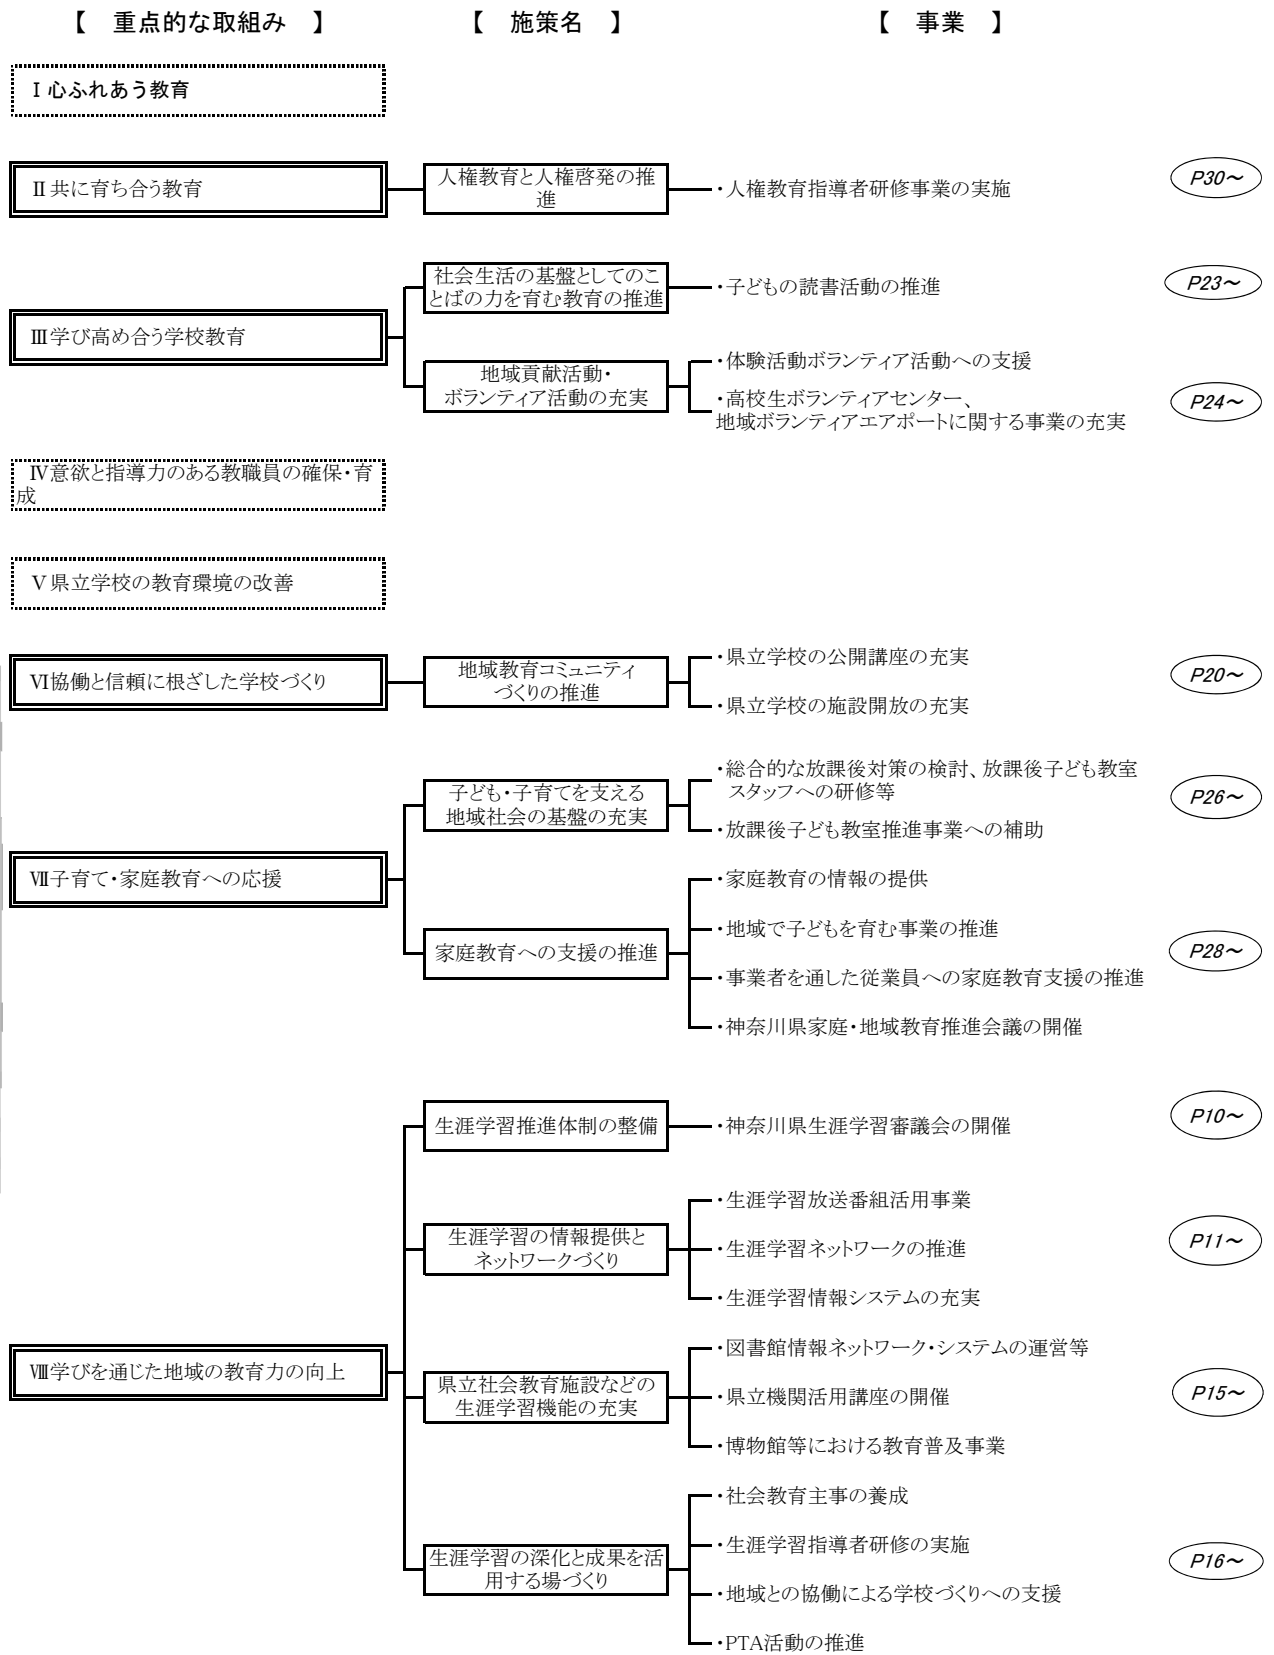 【　重点的な取組み　】　【　施策名　】　【　事業　】
Ⅰ心ふれあう教育
Ⅱ共に育ち合う教育
人権教育と人権啓発の推
進
・人権教育指導者研修事業の実施
P30～
Ⅲ学び高め合う学校教育
社会生活の基盤としてのこ
とばの力を育む教育の推進
・子どもの読書活動の推進
P23～
地域貢献活動・
ボランティア活動の充実
・体験活動ボランティア活動への支援
・高校生ボランティアセンター、
地域ボランティアエアポートに関する事業の充実
P24～
Ⅳ意欲と指導力のある教職員の確保・育
成
Ⅴ県立学校の教育環境の改善
Ⅵ協働と信頼に根ざした学校づくり
地域教育コミュニティ
づくりの推進
・県立学校の公開講座の充実
・県立学校の施設開放の充実
P20～
Ⅶ子育て・家庭教育への応援
子ども・子育てを支える
地域社会の基盤の充実
・総合的な放課後対策の検討、放課後子ども教室
スタッフへの研修等
・放課後子ども教室推進事業への補助
P26～
家庭教育への支援の推進
・家庭教育の情報の提供
・地域で子どもを育む事業の推進
・事業者を通した従業員への家庭教育支援の推進
・神奈川県家庭・地域教育推進会議の開催
P28～
Ⅷ学びを通じた地域の教育力の向上
生涯学習推進体制の整備
・神奈川県生涯学習審議会の開催
P10～
生涯学習の情報提供と
ネットワークづくり
・生涯学習放送番組活用事業
・生涯学習ネットワークの推進
・生涯学習情報システムの充実
P11～
県立社会教育施設などの
生涯学習機能の充実
・図書館情報ネットワーク・システムの運営等
・県立機関活用講座の開催
・博物館等における教育普及事業
P15～
生涯学習の深化と成果を活
用する場づくり
・社会教育主事の養成
・生涯学習指導者研修の実施
・地域との協働による学校づくりへの支援
・PTA活動の推進
P16～